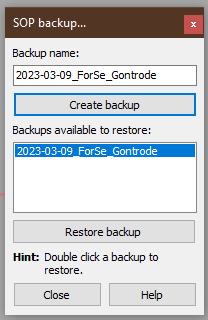 SOP backup...
Backup name:
2023-03-09_ForSe_Gontrode
Create backup
Backups available to restore:
2023-03-09_ForSe_Gontrode
Restore backup
Hint: Double click a backup to
restore.
Close Help